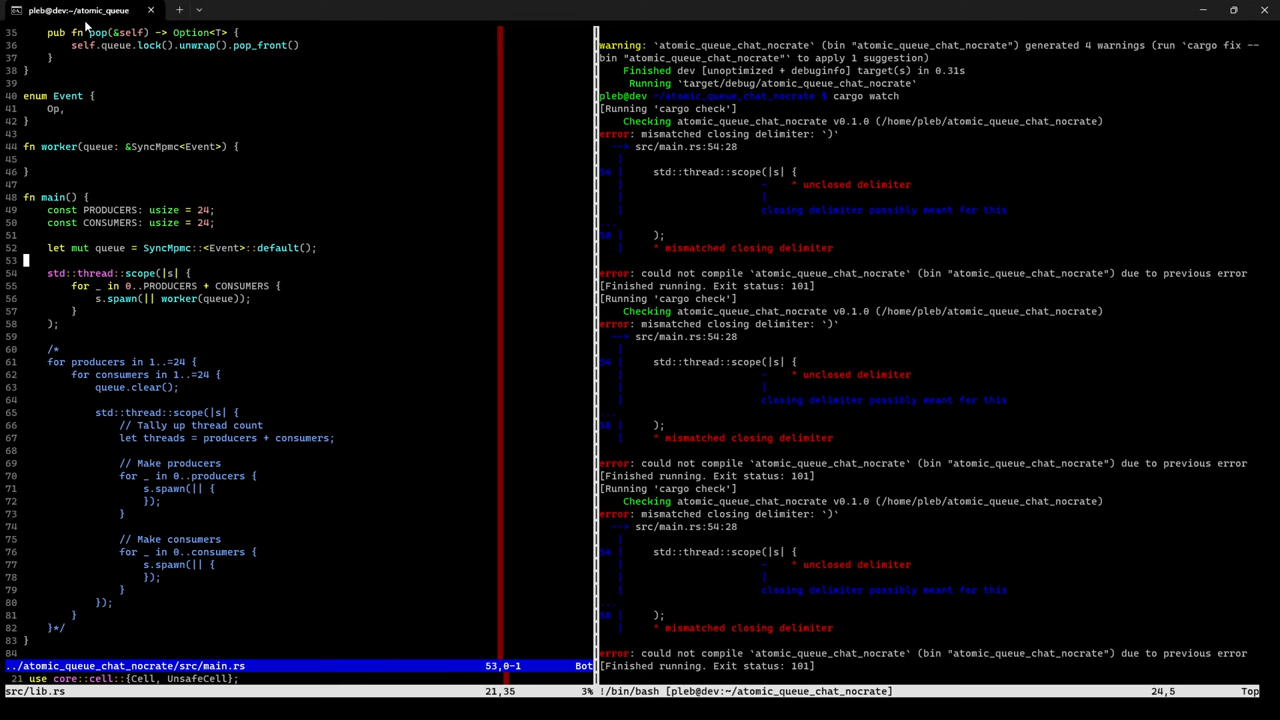 pleb@dev:~/atomic_queue
35     pub fn pop(&self) -> Option<T> {
36         self.queue.lock().unwrap().pop_front()
37     }
38 }
39
40 enum Event {
41     Op,
42 }
43
44 fn worker(queue: &SyncMpmc<Event>) {
45
46 }
47
48 fn main() {
49     const PRODUCERS: usize = 24;
50     const CONSUMERS: usize = 24;
51
52     let mut queue = SyncMpmc::<Event>::default();
53
54     std::thread::scope(|s| {
55         for _ in 0..PRODUCERS + CONSUMERS {
56             s.spawn(|| worker(queue));
57         }
58     );
59
60     /*
61     for producers in 1..=24 {
62         for consumers in 1..=24 {
63             queue.clear();
64
65             std::thread::scope(|s| {
66                 // Tally up thread count
67                 let threads = producers + consumers;
68
69                 // Make producers
70                 for _ in 0..producers {
71                     s.spawn(|| {
72                     });
73                 }
74
75                 // Make consumers
76                 for _ in 0..consumers {
77                     s.spawn(|| {
78                     });
79                 }
80             });
81         }
82     }*/
83 }
84
../atomic_queue_chat_nocrate/src/main.rs 53,0-1 Bot
21 use core::cell::{Cell, UnsafeCell};
src/lib.rs 21,35 3%
warning: `atomic_queue_chat_nocrate` (bin "atomic_queue_chat_nocrate") generated 4 warnings (run `cargo fix --
bin "atomic_queue_chat_nocrate"` to apply 1 suggestion)
    Finished dev [unoptimized + debuginfo] target(s) in 0.31s
     Running `target/debug/atomic_queue_chat_nocrate`
pleb@dev ~/atomic_queue_chat_nocrate $ cargo watch
[Running 'cargo check']
    Checking atomic_queue_chat_nocrate v0.1.0 (/home/pleb/atomic_queue_chat_nocrate)
error: mismatched closing delimiter: `)`
  --> src/main.rs:54:28
   |
54 |     std::thread::scope(|s| {
   |                       -    ^ unclosed delimiter
   |                       |
   |                       closing delimiter possibly meant for this
...
58 |     );
   |     ^ mismatched closing delimiter
error: could not compile `atomic_queue_chat_nocrate` (bin "atomic_queue_chat_nocrate") due to previous error
[Finished running. Exit status: 101]
[Running 'cargo check']
    Checking atomic_queue_chat_nocrate v0.1.0 (/home/pleb/atomic_queue_chat_nocrate)
error: mismatched closing delimiter: `)`
  --> src/main.rs:54:28
   |
54 |     std::thread::scope(|s| {
   |                       -    ^ unclosed delimiter
   |                       |
   |                       closing delimiter possibly meant for this
...
58 |     );
   |     ^ mismatched closing delimiter
error: could not compile `atomic_queue_chat_nocrate` (bin "atomic_queue_chat_nocrate") due to previous error
[Finished running. Exit status: 101]
[Running 'cargo check']
    Checking atomic_queue_chat_nocrate v0.1.0 (/home/pleb/atomic_queue_chat_nocrate)
error: mismatched closing delimiter: `)`
  --> src/main.rs:54:28
   |
54 |     std::thread::scope(|s| {
   |                       -    ^ unclosed delimiter
   |                       |
   |                       closing delimiter possibly meant for this
...
58 |     );
   |     ^ mismatched closing delimiter
error: could not compile `atomic_queue_chat_nocrate` (bin "atomic_queue_chat_nocrate") due to previous error
[Finished running. Exit status: 101]
!/bin/bash [pleb@dev:~/atomic_queue_chat_nocrate] 24,5 Top